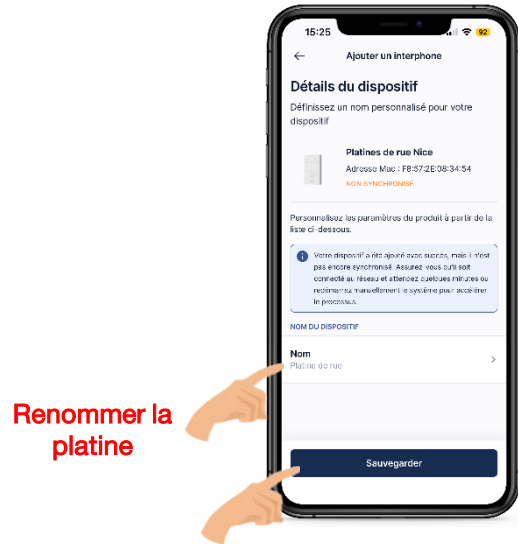 15:25
92
Ajouter un interphone
Détails du dispositif
Définissez un nom personnalisé pour votre
dispositif
Platines de rue Nice
Adresse Mac : F8:57:2E:08:34:54
NON SYNCHRONISÉ
Personnalisez les paramètres du produit à partir de la
liste ci-dessous.
Votre dispositif a été ajouté avec succès, mais il n'est
pas encore synchronisé. Assurez-vous qu'il soit
connecté au réseau et attendez quelques minutes ou
redémarrez manuellement le système pour accélérer
le processus.
NOM DU DISPOSITIF
Nom
Platine de rue
Renommer la
platine
Sauvegarder